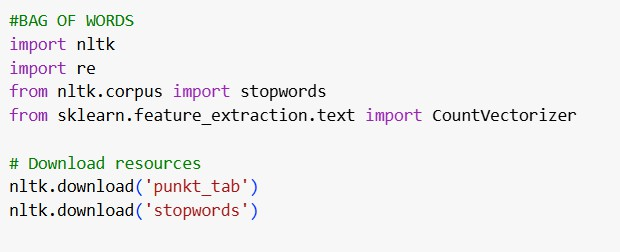 #BAG OF WORDS
import nltk
import re
from nltk.corpus import stopwords
from sklearn.feature_extraction.text import CountVectorizer
# Download resources
nltk.download('punkt_tab')
nltk.download('stopwords')